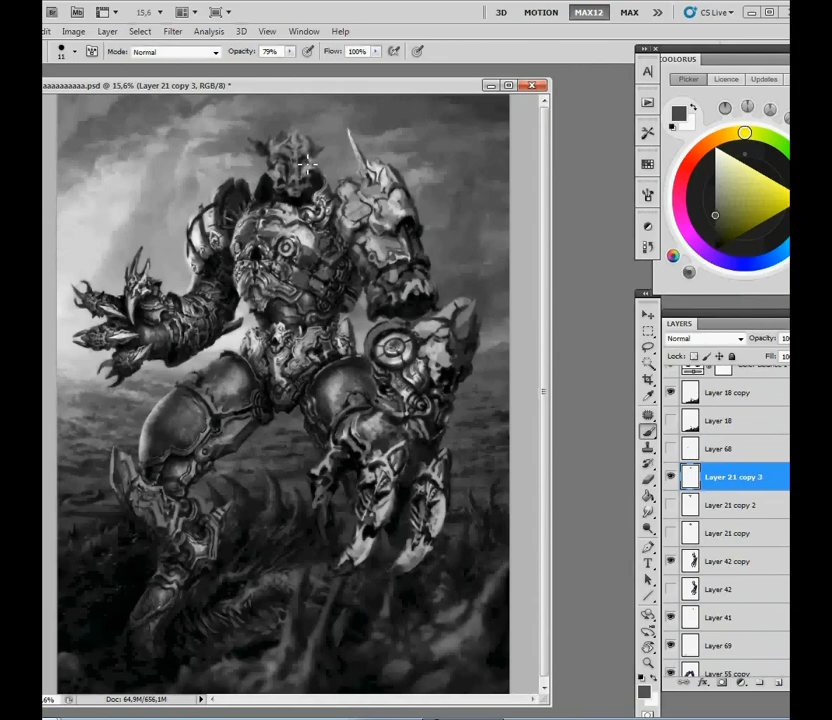 Br Mb 15,6 3D MOTION MAX12 MAX CS Live
dit Image Layer Select Filter Analysis 3D View Window Help
11 Mode: Normal Opacity: 79% Flow: 100%
aaaaaaaaaa.psd @ 15,6% (Layer 21 copy 3, RGB/8) *
COOLORUS
Picker Licence Updates
LAYERS
Normal Opacity: 10
Lock: Fill: 10
Layer 18 copy
Layer 18
Layer 68
Layer 21 copy 3
Layer 21 copy 2
Layer 21 copy
Layer 42 copy
Layer 42
Layer 41
Layer 69
Layer 55 copy
6% Doc: 64,9M/656,1M